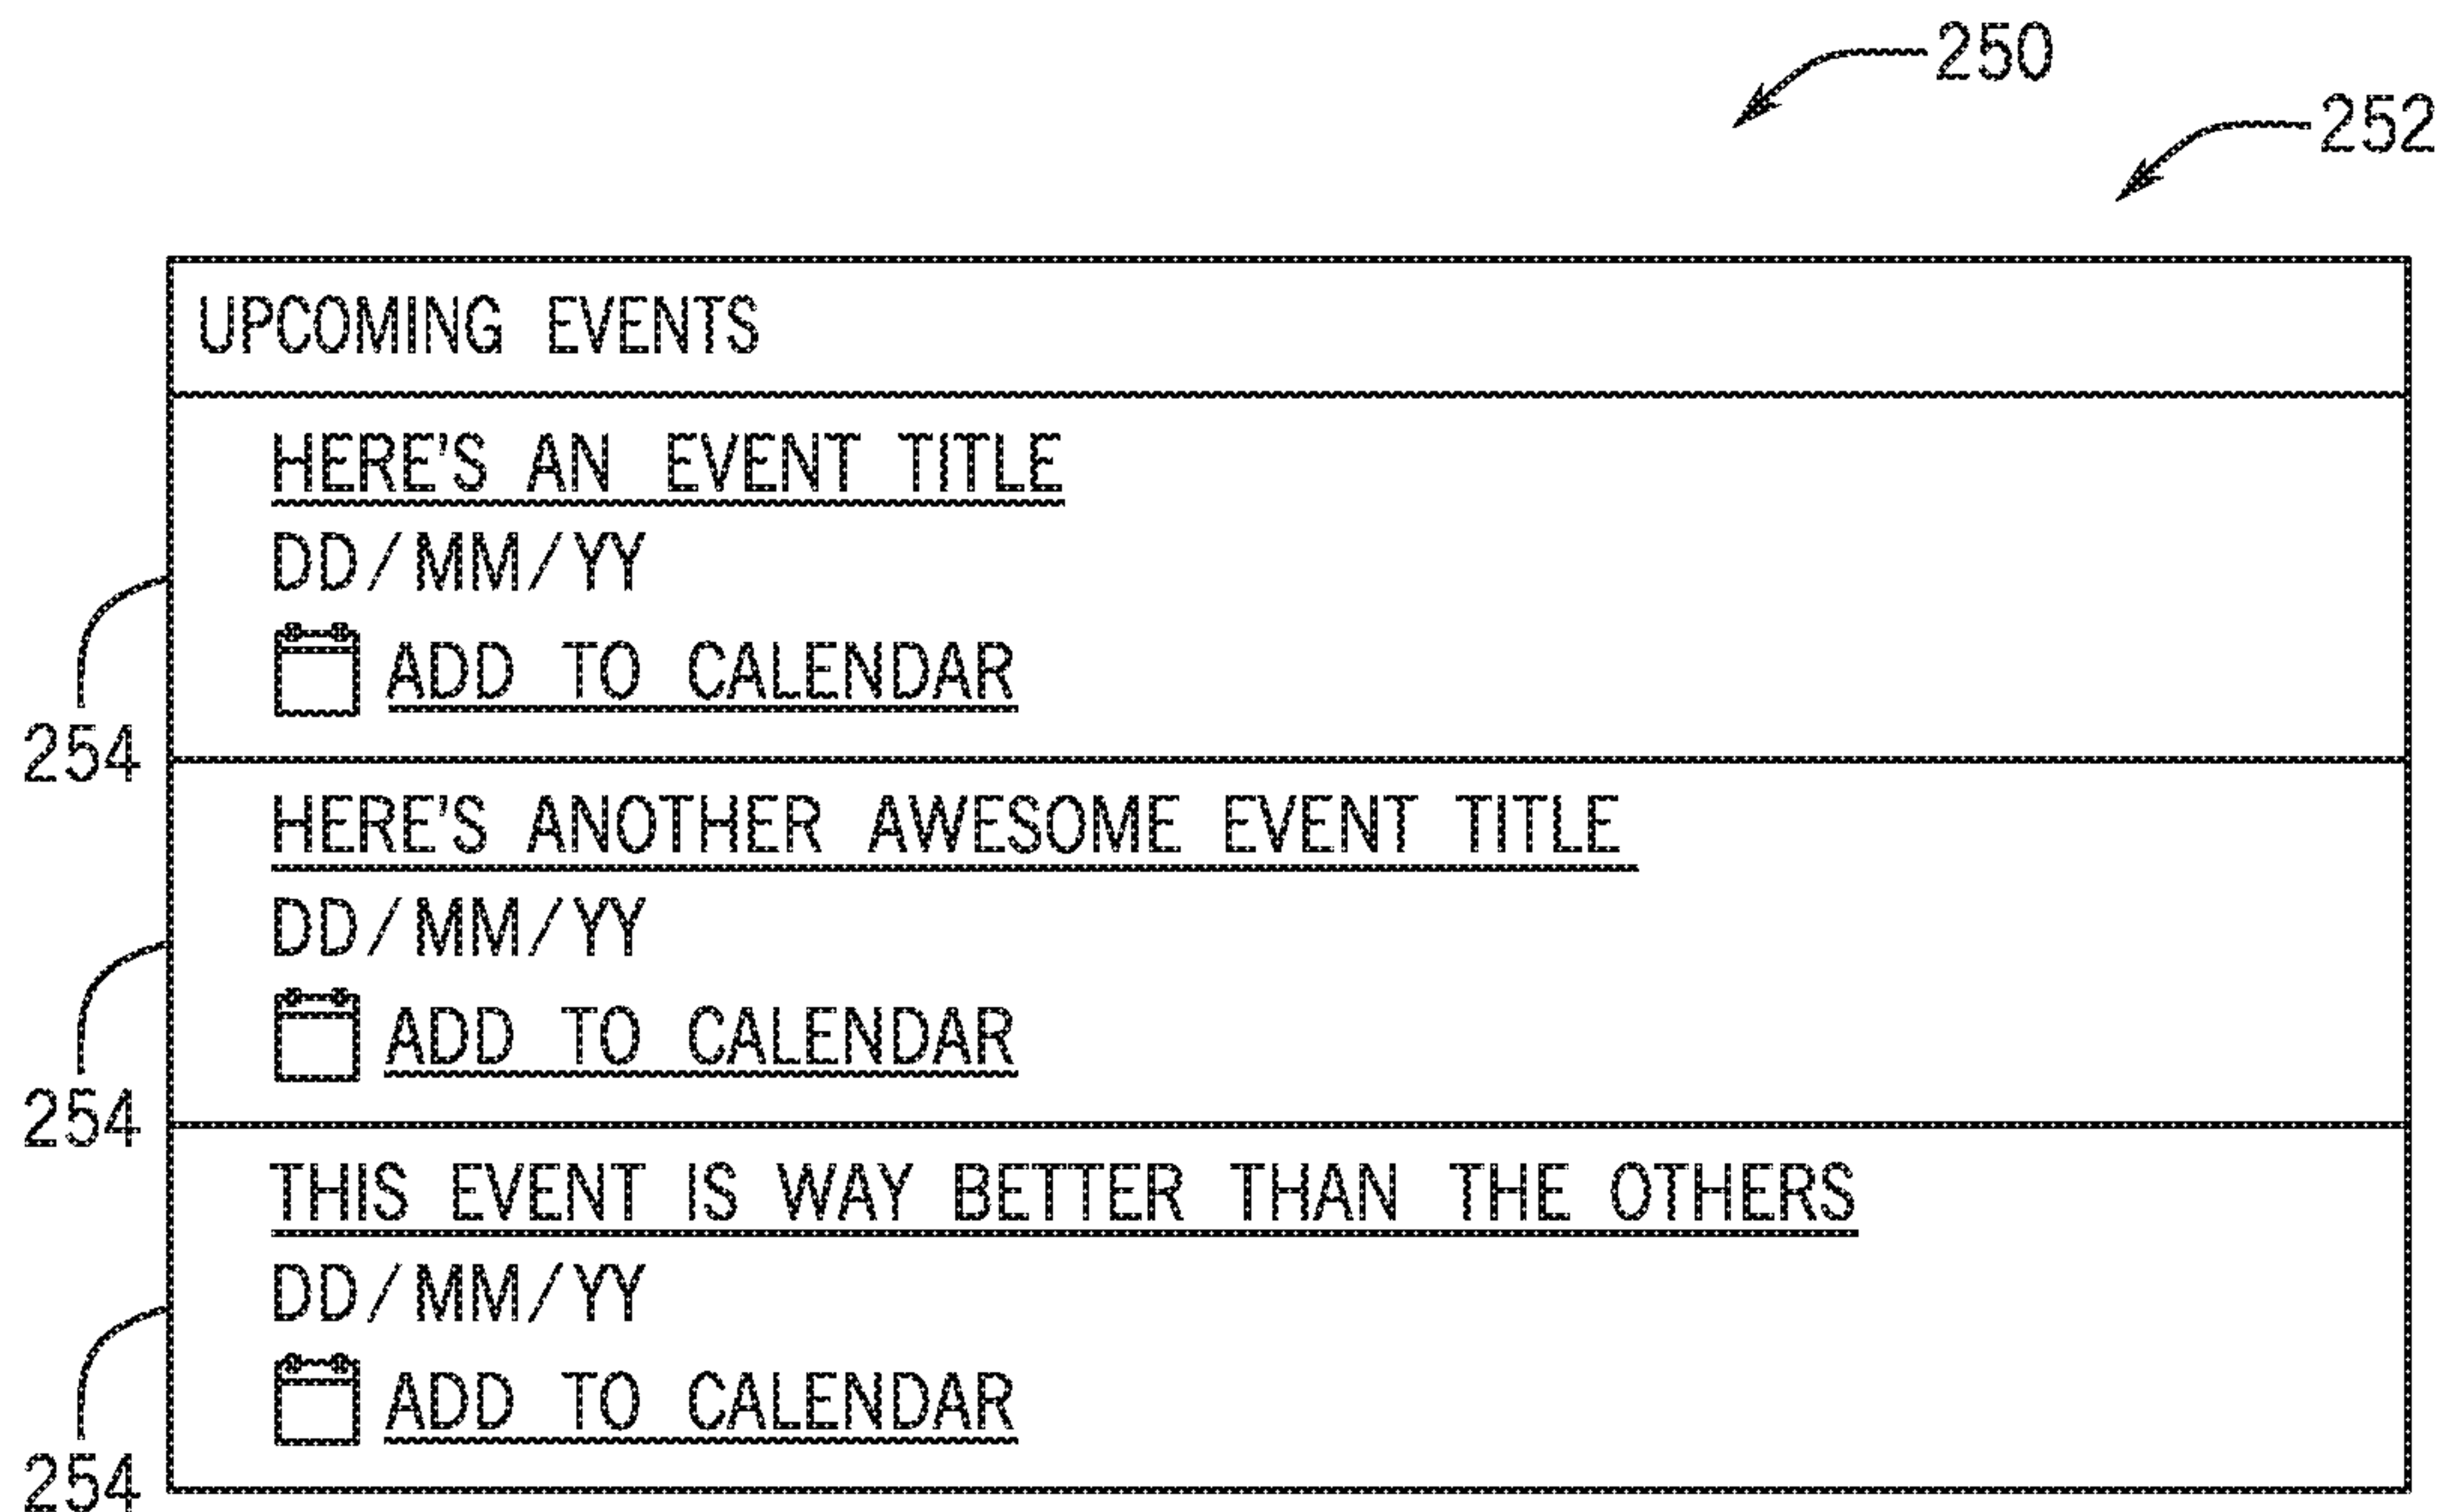 250
252
UPCOMING EVENTS
HERE'S AN EVENT TITLE
DD/MM/YY
ADD TO CALENDAR
254
HERE'S ANOTHER AWESOME EVENT TITLE
DD/MM/YY
ADD TO CALENDAR
254
THIS EVENT IS WAY BETTER THAN THE OTHERS
DD/MM/YY
ADD TO CALENDAR
254